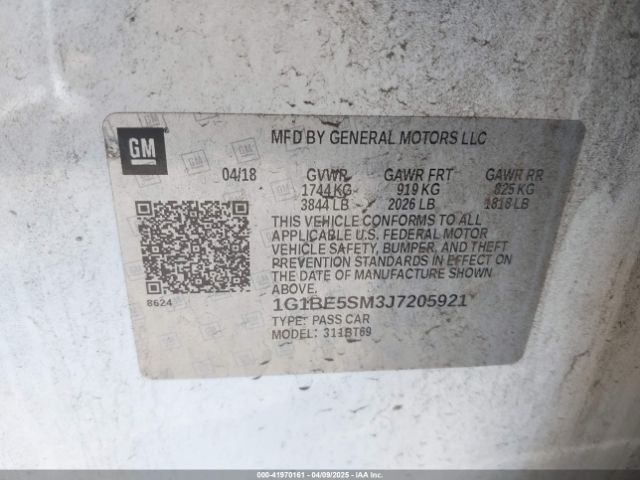 GM
MFD BY GENERAL MOTORS LLC
04/18 GVWR GAWR FRT GAWR RR
1744 KG 919 KG 825 KG
3844 LB 2026 LB 1818 LB
THIS VEHICLE CONFORMS TO ALL
APPLICABLE U.S. FEDERAL MOTOR
VEHICLE SAFETY, BUMPER, AND THEFT
PREVENTION STANDARDS IN EFFECT
ON THE DATE OF MANUFACTURE SHOWN
ABOVE.
8624
1G1BE5SM3J7205921
TYPE: PASS CAR
MODEL: 311BT69
000-41970161 - 04/09/2025 - IAA, Inc.